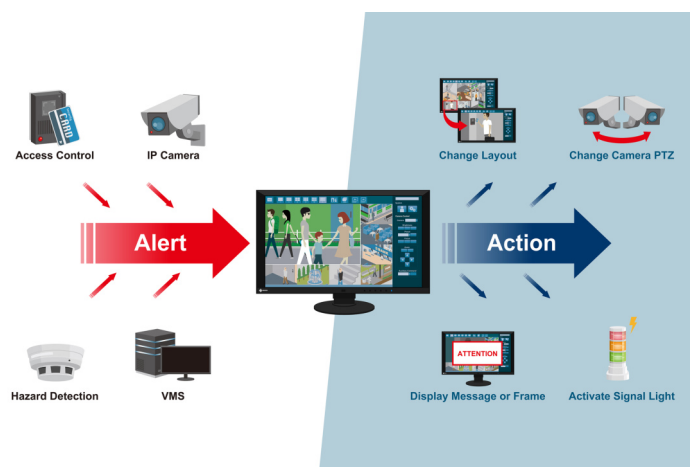 Access Control
IP Camera
Change Layout
Change Camera PTZ
CARD
Alert
Action
Hazard Detection
VMS
ATTENTION
Display Message or Frame
Activate Signal Light